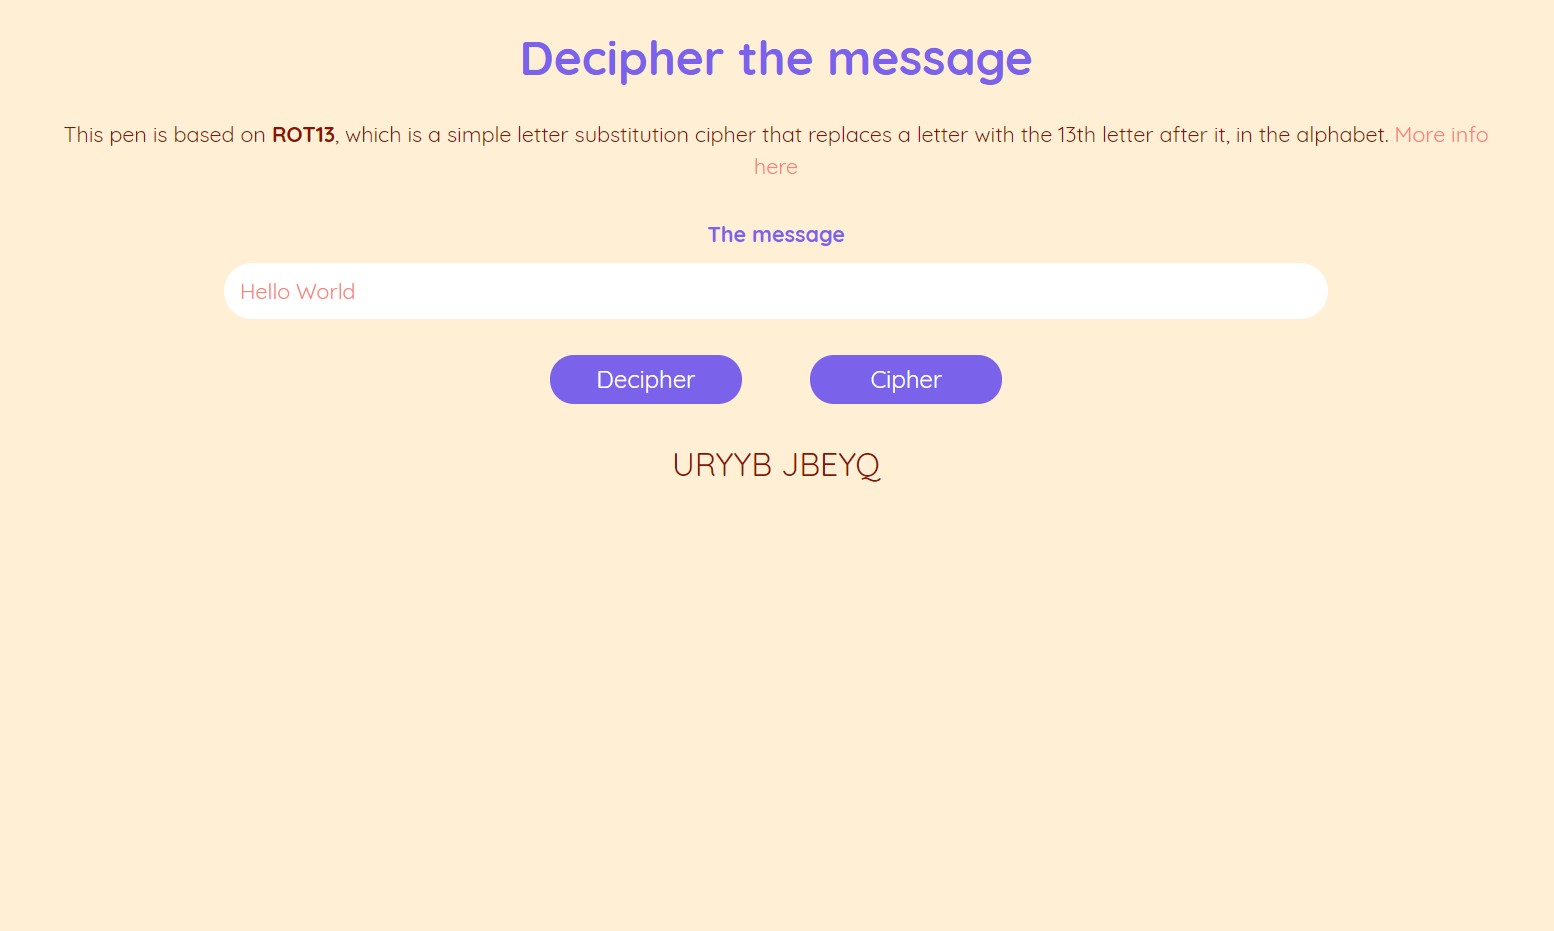 Decipher the message
This pen is based on ROT13, which is a simple letter substitution cipher that replaces a letter with the 13th letter after it, in the alphabet. More info
here
The message
Hello World
Decipher
Cipher
URYYB JBEYQ